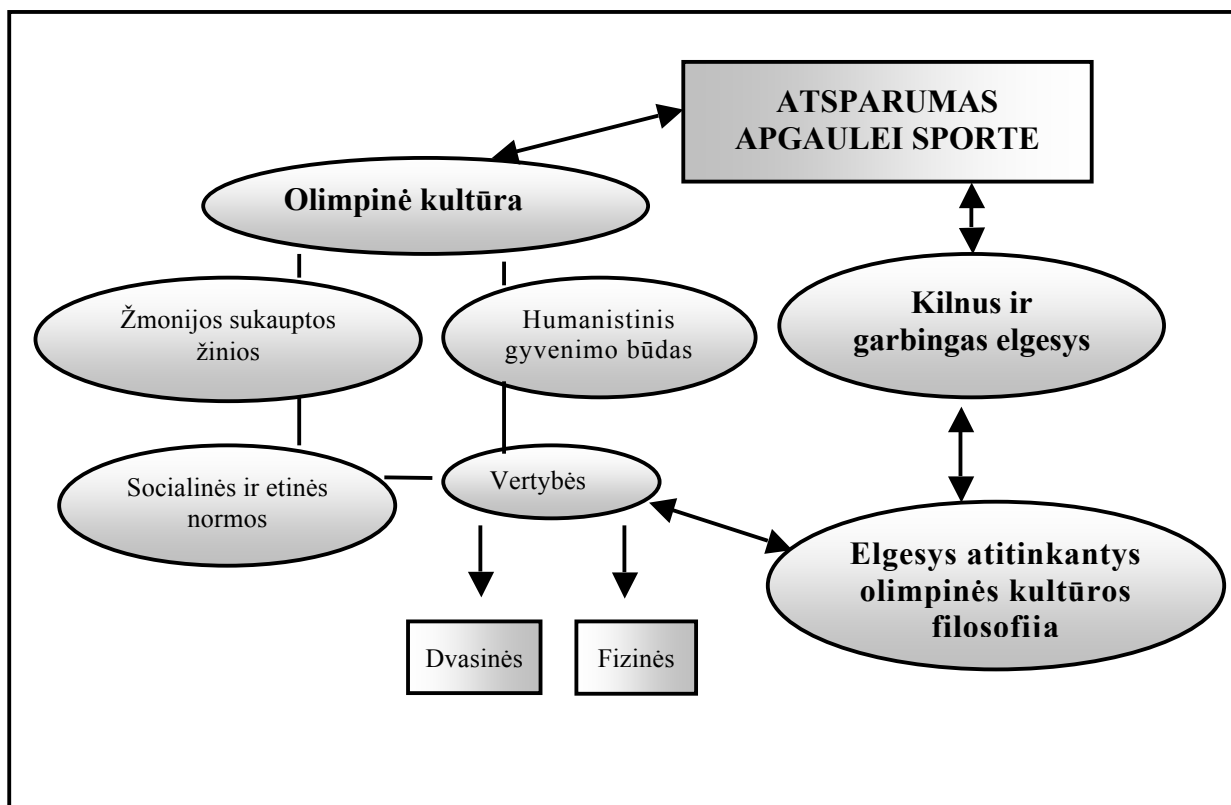 ATSPARUMAS
APGAULEI SPORTE
Olimpinė kultūra
Žmonijos sukauptos
žinios
Humanistinis
gyvenimo būdas
Kilnus ir
garbingas elgesys
Socialinės ir etinės
normos
Vertybės
Elgesys atitinkantys
olimpinės kultūros
filosofija
Dvasinės
Fizinės